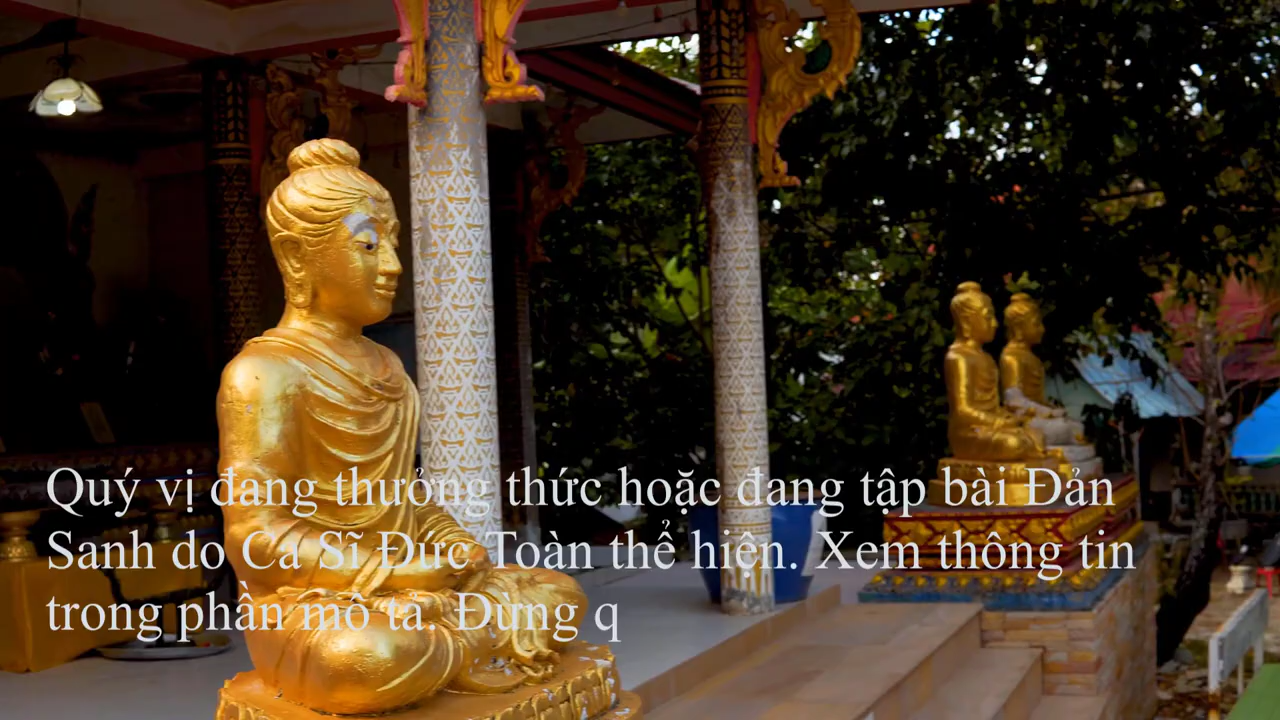 Quý vị đang thưởng thức hoặc đang tập bài Đản
Sanh do Ca Sĩ Đức Toàn thể hiện. Xem thông tin
trong phần mô tả. Đừng q